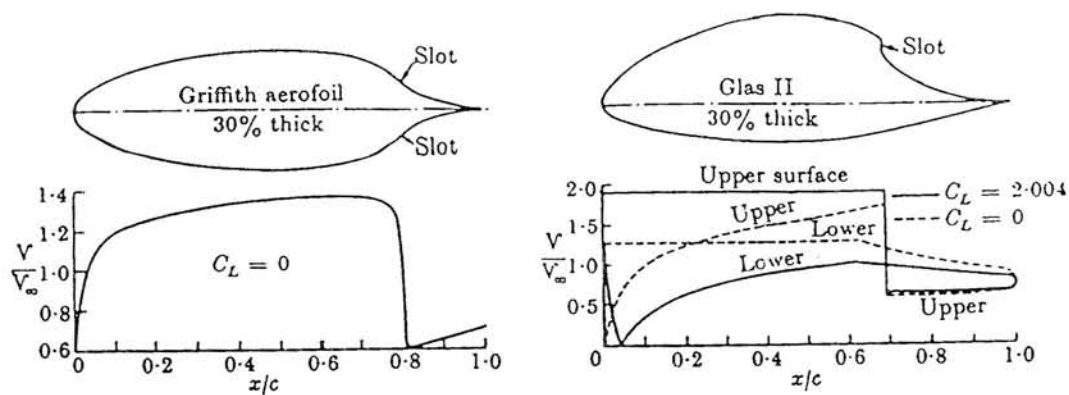 Slot
Griffith aerofoil
30% thick
Slot
1·4
1·2
V
V∞
1·0
0·8
0·6
C_L = 0
0
0·2
0·4
0·6
0·8
1·0
x/c
Slot
Glas II
30% thick
Upper surface
C_L = 2·004
C_L = 0
2·0
1·5
V
V∞
1·0
0·5
Upper
Lower
Lower
Upper
0
0·2
0·4
0·6
0·8
1·0
x/c